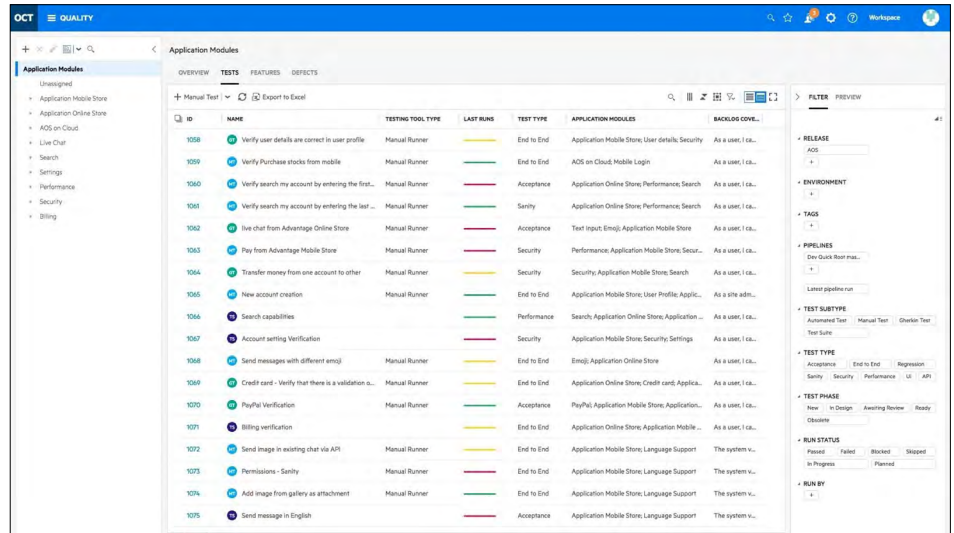 OCT QUALITY
Workspace
Application Modules
Unassigned
Application Mobile Store
Application Online Store
AOS on Cloud
Live Chat
Search
Settings
Performance
Security
Billing
Application Modules
OVERVIEW TESTS FEATURES DEFECTS
+ Manual Test Export to Excel
ID NAME TESTING TOOL TYPE LAST RUNS TEST TYPE APPLICATION MODULES BACKLOG COVE...
1058 GT Verify user details are correct in user profile Manual Runner End to End Application Mobile Store; User details; Security As a user, I ca...
1059 MT Verify Purchase stocks from mobile Manual Runner End to End AOS on Cloud; Mobile Login As a user, I ca...
1060 MT Verify search my account by entering the first... Manual Runner Acceptance Application Online Store; Performance; Search As a user, I ca...
1061 MT Verify search my account by entering the last ... Manual Runner Sanity Application Online Store; Performance; Search As a user, I ca...
1062 GT live chat from Advantage Online Store Acceptance Text Input; Emoji; Application Mobile Store As a user, I ca...
1063 MT Pay from Advantage Mobile Store Manual Runner Security Performance; Application Mobile Store; Secur... As a user, I ca...
1064 GT Transfer money from one account to other Manual Runner Security Security; Application Mobile Store; Search As a user, I ca...
1065 MT New account creation Manual Runner End to End Application Mobile Store; User Profile; Applic... As a site adm...
1066 TS Search capabilities Performance Search; Application Online Store; Application ... As a user, I ca...
1067 TS Account setting Verification Security Application Mobile Store; Security; Settings As a user, I ca...
1068 MT Send messages with different emoji Manual Runner End to End Emoji; Application Online Store As a user, I ca...
1069 GT Credit card - Verify that there is a validation o... Manual Runner End to End Application Online Store; Credit card; Applica... As a user, I ca...
1070 GT PayPal Verification Manual Runner Acceptance PayPal; Application Mobile Store; Application... As a user, I ca...
1071 TS Billing verification End to End Application Online Store; Application Mobile ... As a user, I ca...
1072 MT Send image in existing chat via API Manual Runner End to End Application Mobile Store; Language Support The system v...
1073 MT Permissions - Sanity Manual Runner End to End Application Mobile Store; Language Support The system v...
1074 MT Add image from gallery as attachment Manual Runner End to End Application Mobile Store; Language Support The system v...
1075 TS Send message in English Acceptance Application Mobile Store; Language Support The system v...
FILTER PREVIEW
RELEASE
AOS
+
ENVIRONMENT
+
TAGS
+
PIPELINES
Dev Quick Root mas...
+
Latest pipeline run
TEST SUBTYPE
Automated Test Manual Test Gherkin Test
Test Suite
TEST TYPE
Acceptance End to End Regression
Sanity Security Performance UI API
TEST PHASE
New In Design Awaiting Review Ready
Obsolete
RUN STATUS
Passed Failed Blocked Skipped
In Progress Planned
RUN BY
+